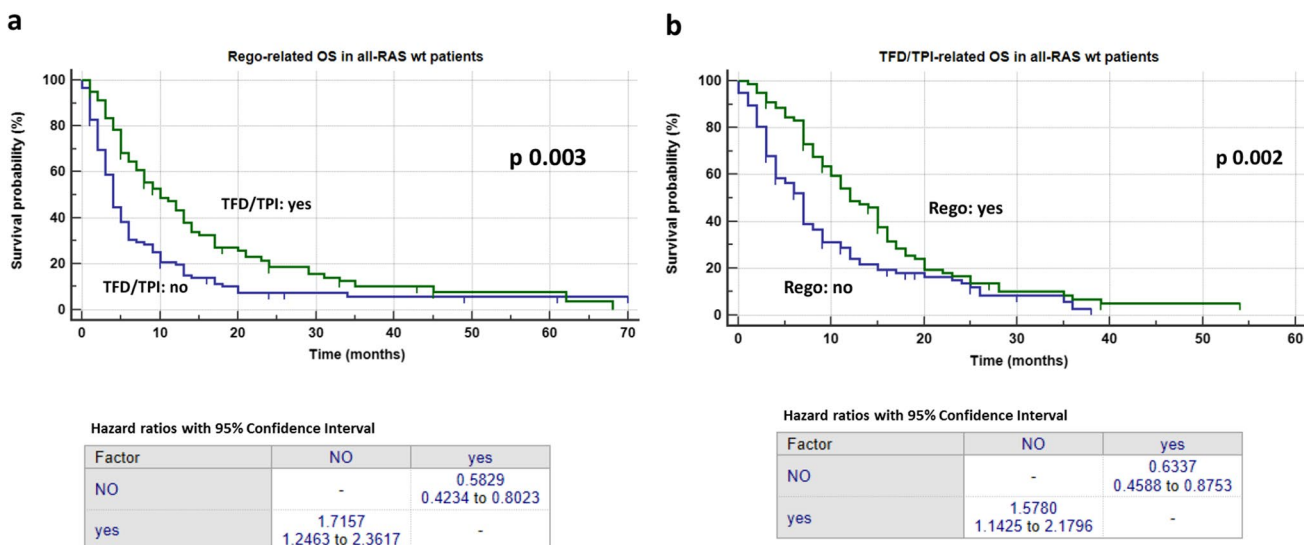 a
Rego-related OS in all-RAS wt patients
Survival probability (%)
100
80
60
40
20
0
p 0.003
TFD/TPI: yes
TFD/TPI: no
0 10 20 30 40 50 60 70
Time (months)
Hazard ratios with 95% Confidence Interval
Factor NO yes
NO - 0.5829
0.4234 to 0.8023
yes 1.7157 -
1.2463 to 2.3617
b
TFD/TPI-related OS in all-RAS wt patients
Survival probability (%)
100
80
60
40
20
0
p 0.002
Rego: yes
Rego: no
0 10 20 30 40 50 60
Time (months)
Hazard ratios with 95% Confidence Interval
Factor NO yes
NO - 0.6337
0.4588 to 0.8753
yes 1.5780 -
1.1425 to 2.1796